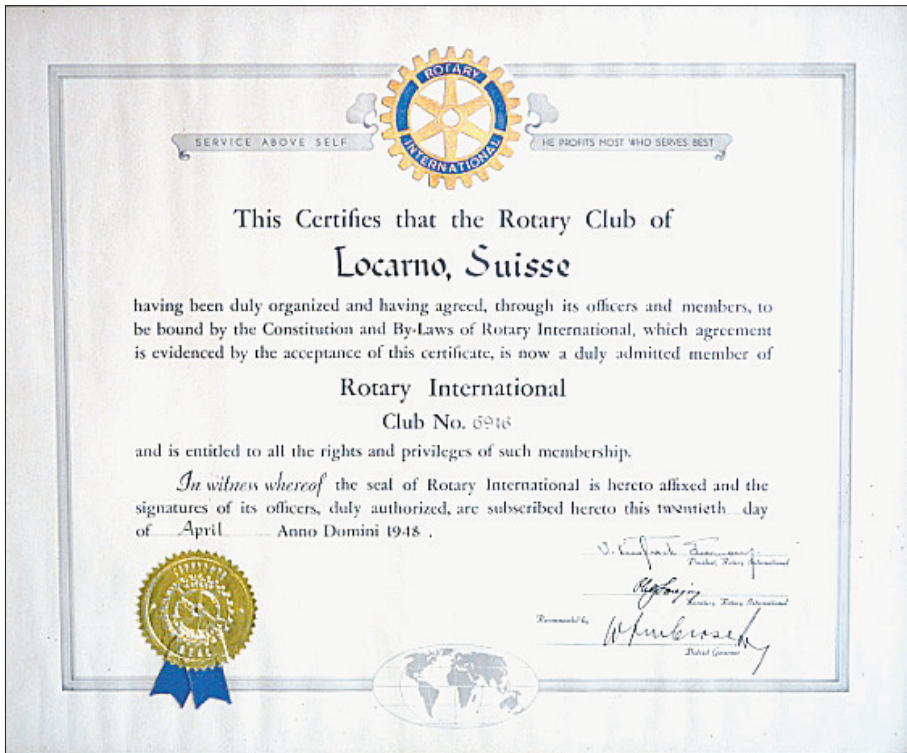 ROTARY
INTERNATIONAL
SERVICE ABOVE SELF
HE PROFITS MOST WHO SERVES BEST
This Certifies that the Rotary Club of
Locarno, Suisse
having been duly organized and having agreed, through its officers and members, to
be bound by the Constitution and By-Laws of Rotary International, which agreement
is evidenced by the acceptance of this certificate, is now a duly admitted member of
Rotary International
Club No. 6946
and is entitled to all the rights and privileges of such membership.
In witness whereof the seal of Rotary International is hereto affixed and the
signatures of its officers, duly authorized, are subscribed hereto this twentieth day
of April Anno Domini 1948 .
President, Rotary International
Secretary, Rotary International
Recommended by
District Governor
SEAL